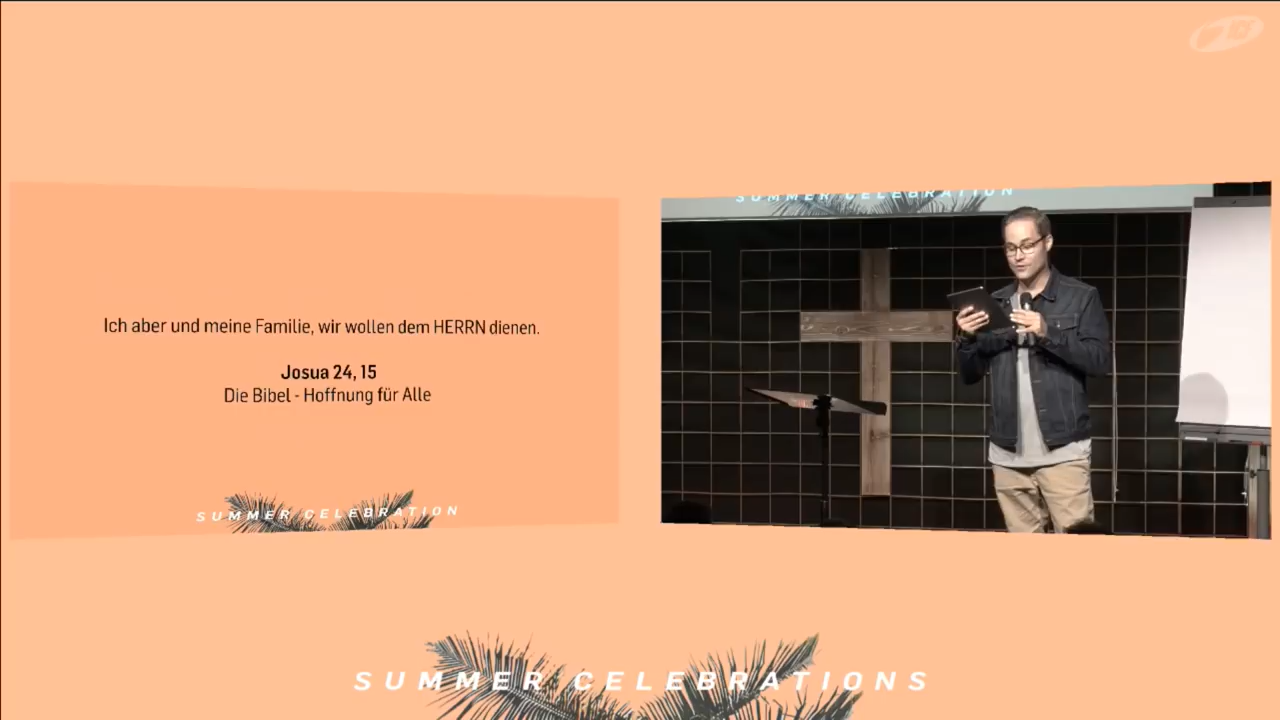 Ich aber und meine Familie, wir wollen dem HERRN dienen.
Josua 24, 15
Die Bibel - Hoffnung für Alle
SUMMER CELEBRATION
SUMMER CELEBRATION
SUMMER CELEBRATIONS